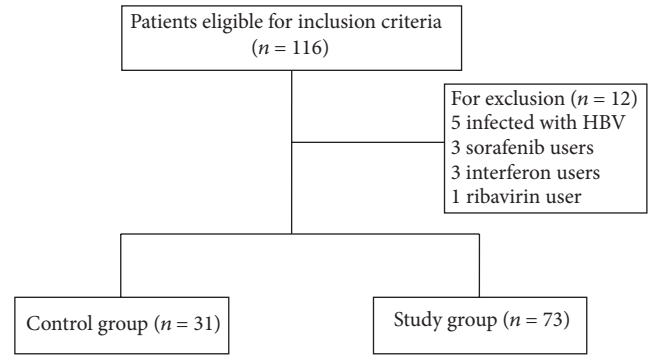 Patients eligible for inclusion criteria
(n = 116)
For exclusion (n = 12)
5 infected with HBV
3 sorafenib users
3 interferon users
1 ribavirin user
Control group (n = 31)
Study group (n = 73)